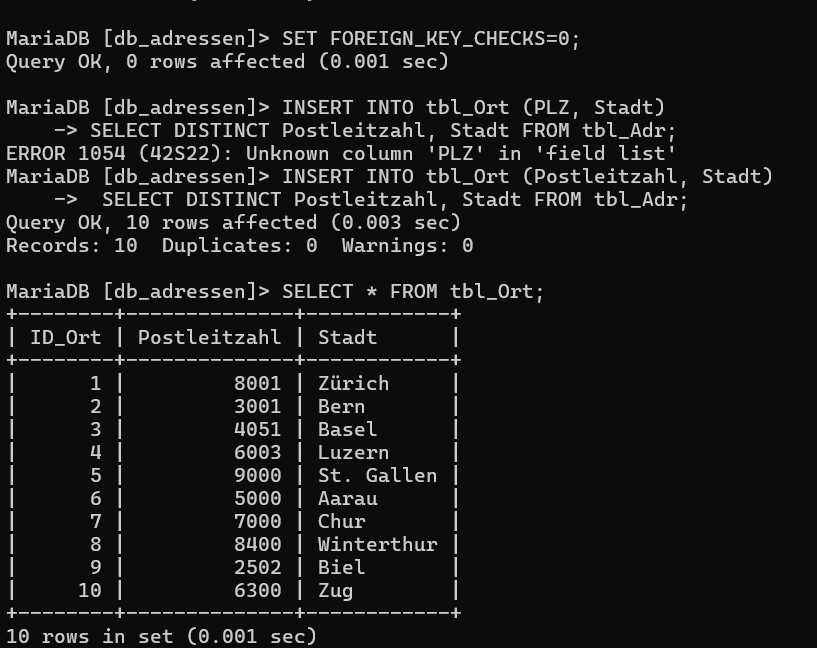 MariaDB [db_adressen]> SET FOREIGN_KEY_CHECKS=0;
Query OK, 0 rows affected (0.001 sec)
MariaDB [db_adressen]> INSERT INTO tbl_Ort (PLZ, Stadt)
    -> SELECT DISTINCT Postleitzahl, Stadt FROM tbl_Adr;
ERROR 1054 (42S22): Unknown column 'PLZ' in 'field list'
MariaDB [db_adressen]> INSERT INTO tbl_Ort (Postleitzahl, Stadt)
    ->  SELECT DISTINCT Postleitzahl, Stadt FROM tbl_Adr;
Query OK, 10 rows affected (0.003 sec)
Records: 10  Duplicates: 0  Warnings: 0
MariaDB [db_adressen]> SELECT * FROM tbl_Ort;
+--------+--------------+------------+
| ID_Ort | Postleitzahl | Stadt      |
+--------+--------------+------------+
|      1 |         8001 | Zürich     |
|      2 |         3001 | Bern       |
|      3 |         4051 | Basel      |
|      4 |         6003 | Luzern     |
|      5 |         9000 | St. Gallen |
|      6 |         5000 | Aarau      |
|      7 |         7000 | Chur       |
|      8 |         8400 | Winterthur |
|      9 |         2502 | Biel       |
|     10 |         6300 | Zug        |
+--------+--------------+------------+
10 rows in set (0.001 sec)